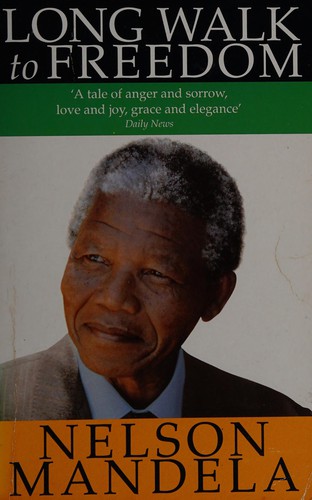 LONG WALK
to FREEDOM
‘A tale of anger and sorrow,
love and joy, grace and elegance’
Daily News
NELSON
MANDELA